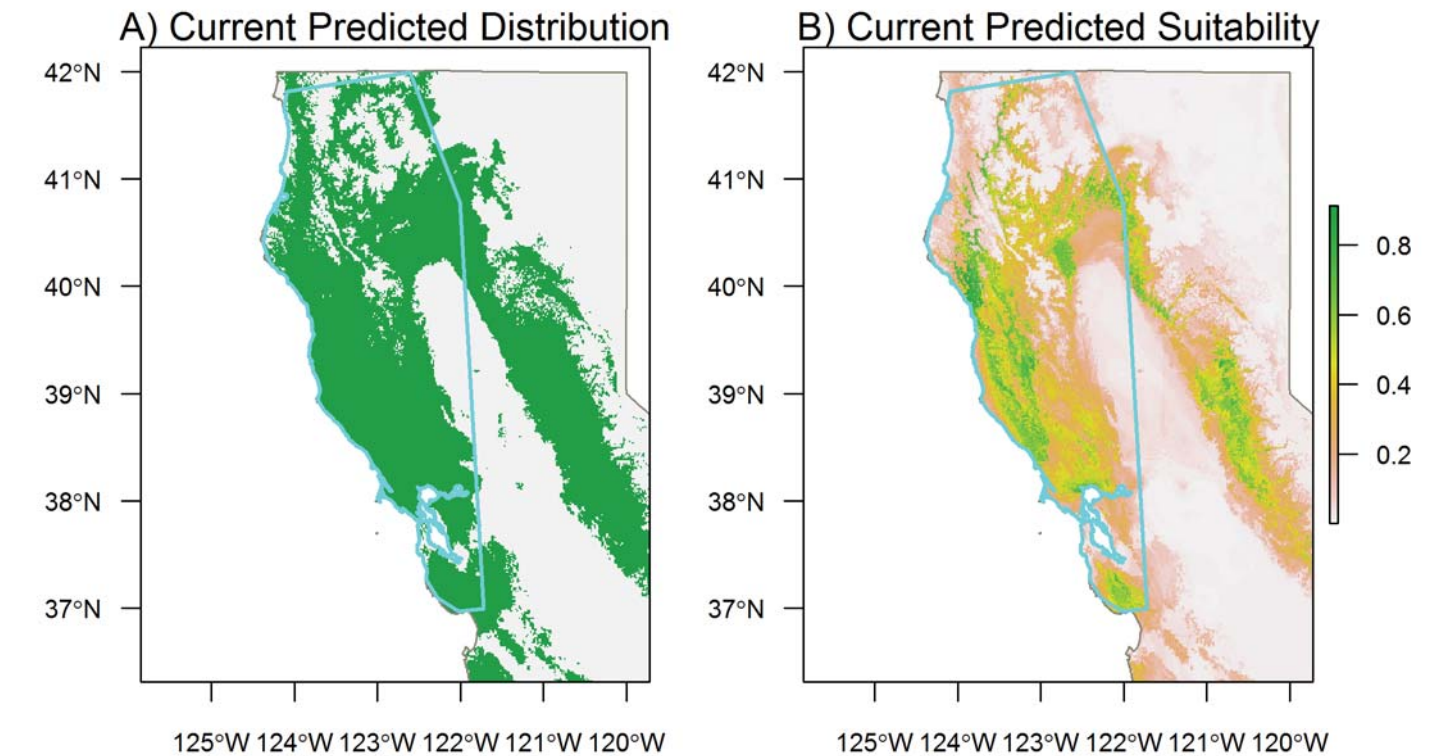 A) Current Predicted Distribution
42°N
41°N
40°N
39°N
38°N
37°N
125°W 124°W 123°W 122°W 121°W 120°W
B) Current Predicted Suitability
42°N
41°N
40°N
39°N
38°N
37°N
125°W 124°W 123°W 122°W 121°W 120°W
0.8
0.6
0.4
0.2